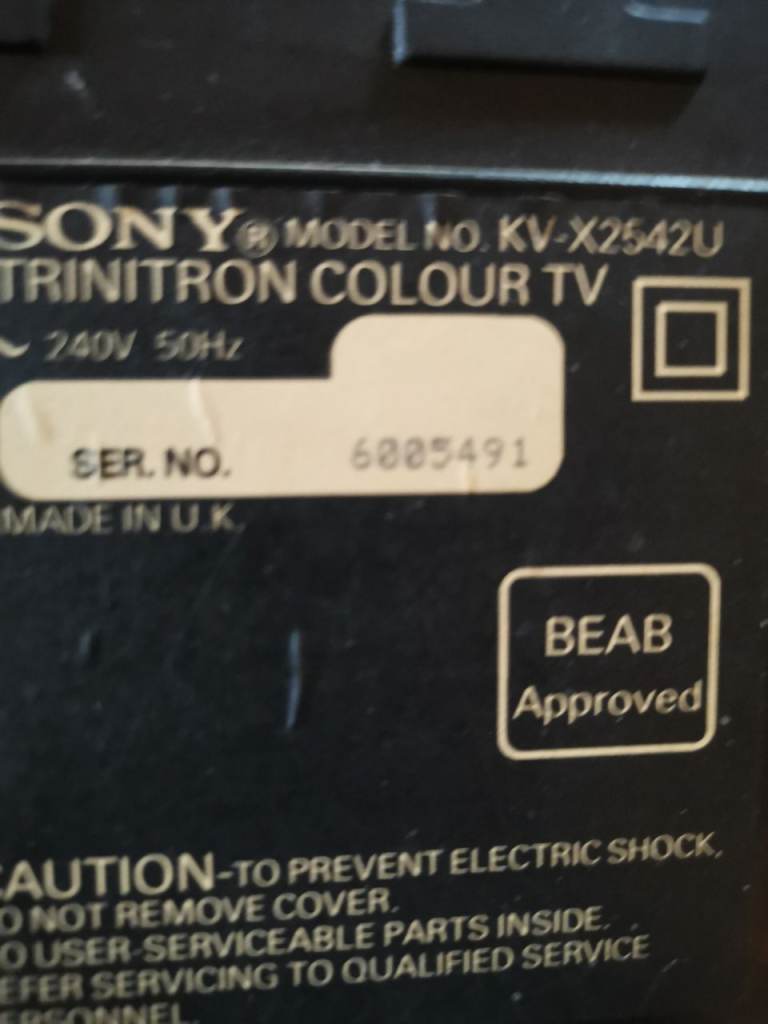 SONY® MODEL NO. KV-X2542U
TRINITRON COLOUR TV
~ 240V 50Hz
SER. NO. 6005491
MADE IN U.K.
BEAB
Approved
CAUTION-TO PREVENT ELECTRIC SHOCK,
DO NOT REMOVE COVER.
NO USER-SERVICEABLE PARTS INSIDE.
REFER SERVICING TO QUALIFIED SERVICE
PERSONNEL.